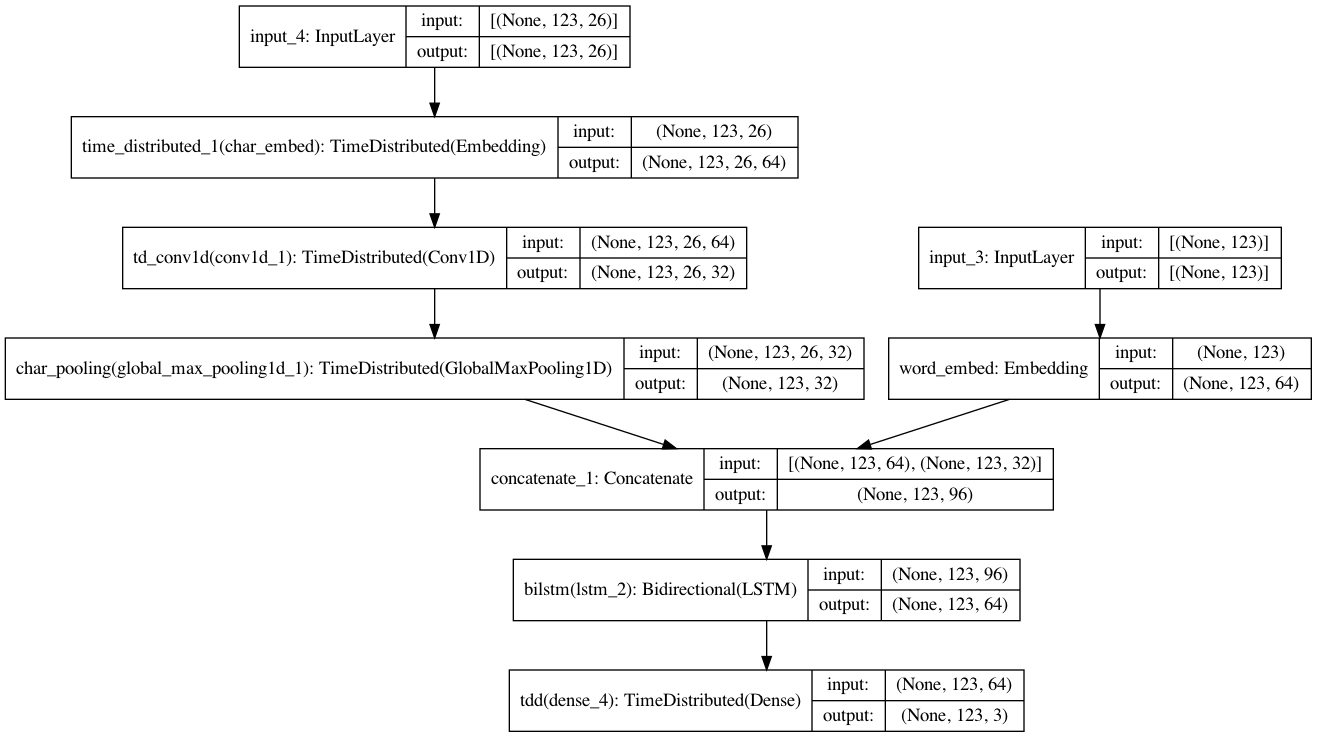 input_4: InputLayer
input: [(None, 123, 26)]
output: [(None, 123, 26)]
time_distributed_1(char_embed): TimeDistributed(Embedding)
input: (None, 123, 26)
output: (None, 123, 26, 64)
td_conv1d(conv1d_1): TimeDistributed(Conv1D)
input: (None, 123, 26, 64)
output: (None, 123, 26, 32)
input_3: InputLayer
input: [(None, 123)]
output: [(None, 123)]
char_pooling(global_max_pooling1d_1): TimeDistributed(GlobalMaxPooling1D)
input: (None, 123, 26, 32)
output: (None, 123, 32)
word_embed: Embedding
input: (None, 123)
output: (None, 123, 64)
concatenate_1: Concatenate
input: [(None, 123, 64), (None, 123, 32)]
output: (None, 123, 96)
bilstm(lstm_2): Bidirectional(LSTM)
input: (None, 123, 96)
output: (None, 123, 64)
tdd(dense_4): TimeDistributed(Dense)
input: (None, 123, 64)
output: (None, 123, 3)